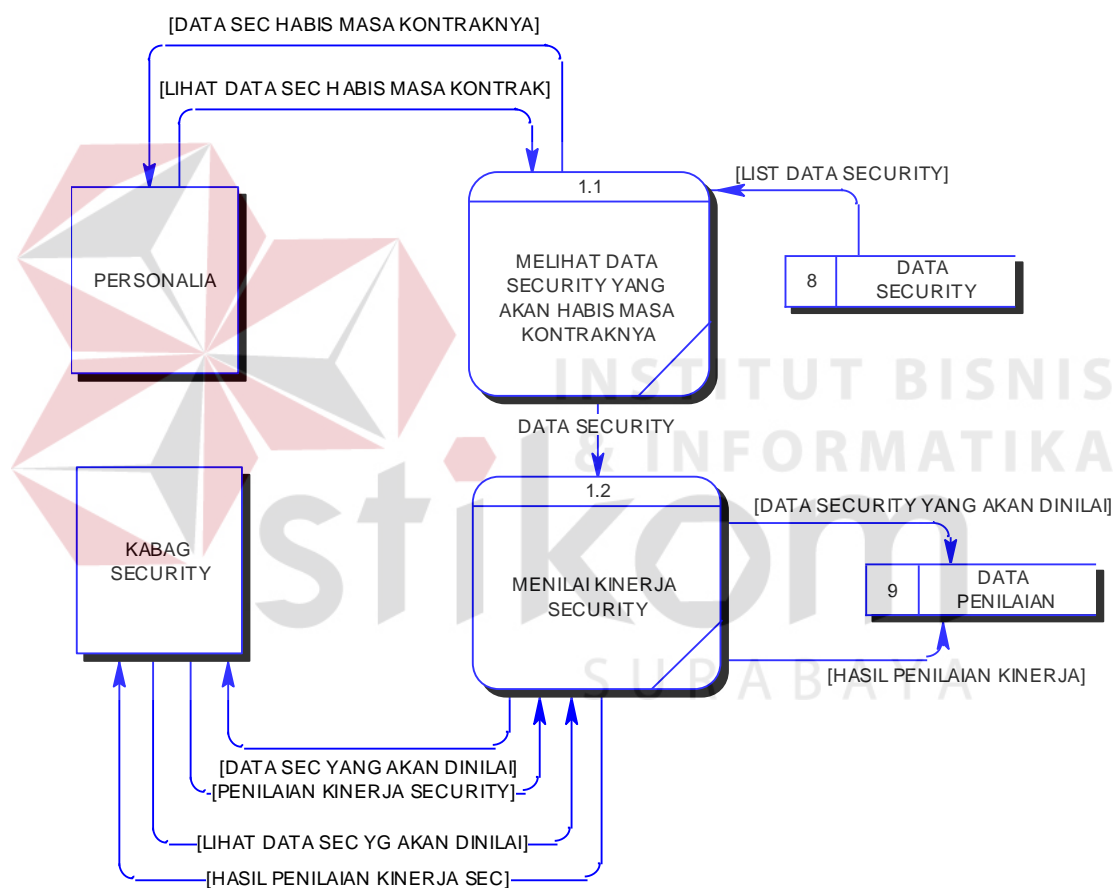 [DATA SEC HABIS MASA KONTRAKNYA]
[LIHAT DATA SEC HABIS MASA KONTRAK]
1.1
[LIST DATA SECURITY]
PERSONALIA
MELIHAT DATA
SECURITY YANG
AKAN HABIS MASA
KONTRAKNYA
8
DATA
SECURITY
INSTITUT BISNIS
& INFORMATIKA
DATA SECURITY
1.2
[DATA SECURITY YANG AKAN DINILAI]
stikom
KABAG
SECURITY
MENILAI KINERJA
SECURITY
9
DATA
PENILAIAN
SURABAYA
[HASIL PENILAIAN KINERJA]
[DATA SEC YANG AKAN DINILAI]
[PENILAIAN KINERJA SECURITY]
[LIHAT DATA SEC YG AKAN DINILAI]
[HASIL PENILAIAN KINERJA SEC]